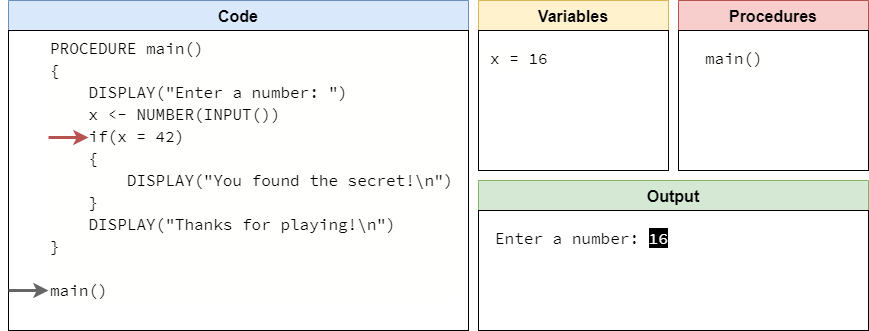 Code
PROCEDURE main()
{
    DISPLAY("Enter a number: ")
    x <- NUMBER(INPUT())
    if(x = 42)
    {
        DISPLAY("You found the secret!\n")
    }
    DISPLAY("Thanks for playing!\n")
}

main()
Variables
x = 16
Procedures
main()
Output
Enter a number: 16